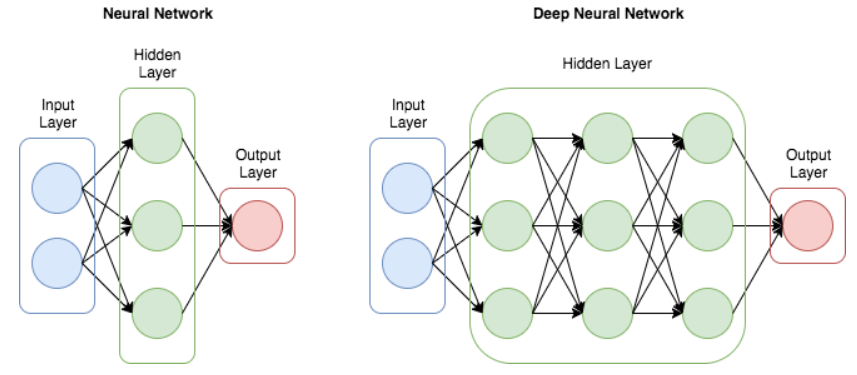 Neural Network
Hidden
Layer
Input
Layer
Output
Layer
Deep Neural Network
Hidden Layer
Input
Layer
Output
Layer